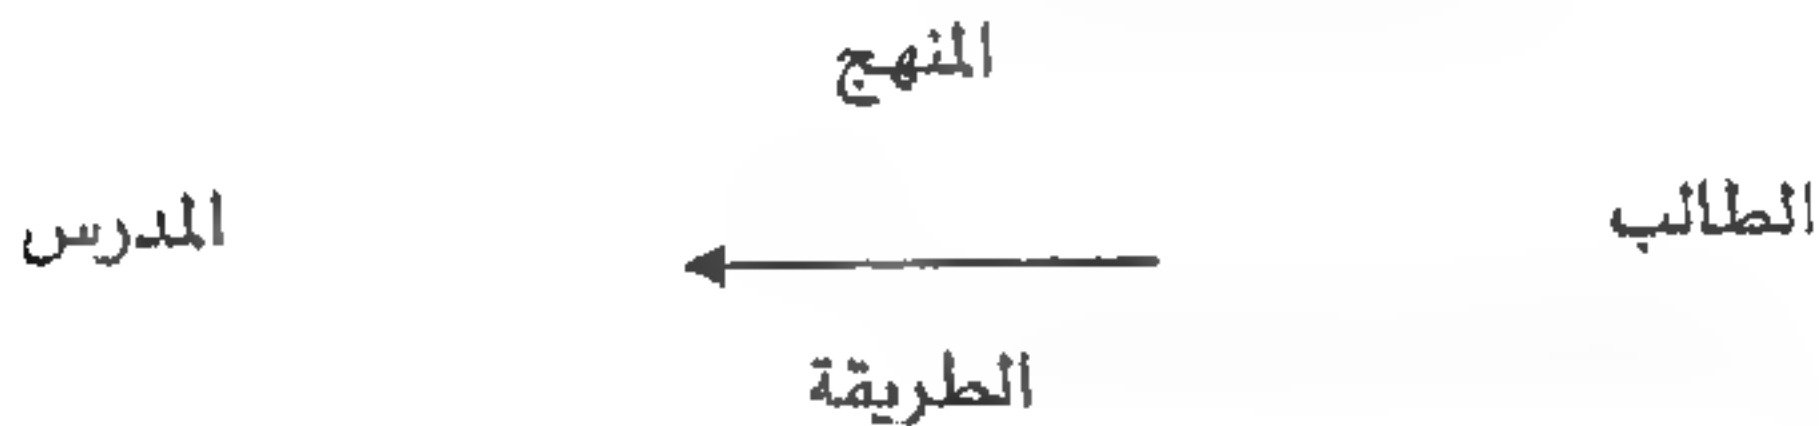 المنهج
الطالب
المدرس
الطريقة